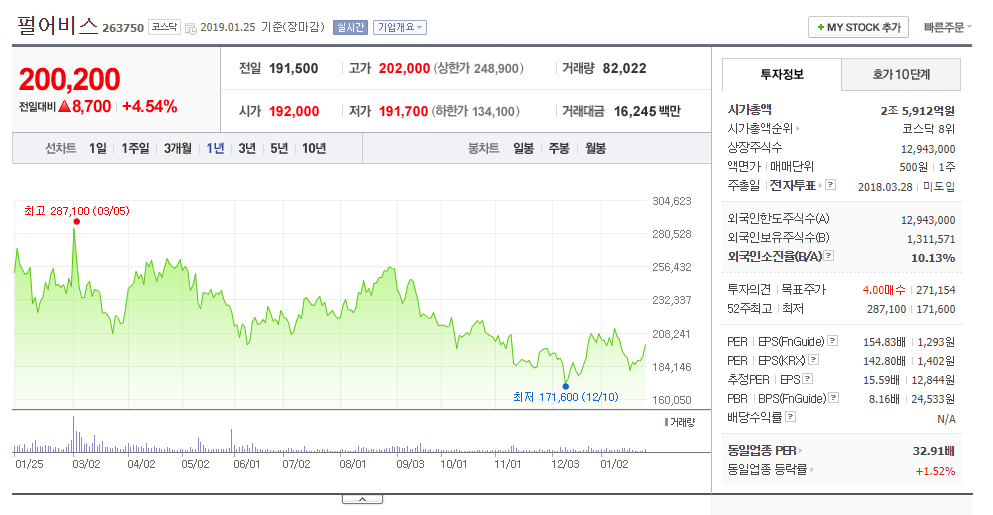 펄어비스 263750 코스닥 2019.01.25 기준(장마감) 실시간 기업개요
+ MY STOCK 추가 빠른주문
200,200
전일대비 ▲8,700 +4.54%
전일 191,500 고가 202,000 (상한가 248,900) 거래량 82,022
시가 192,000 저가 191,700 (하한가 134,100) 거래대금 16,245 백만
선차트 1일 1주일 3개월 1년 3년 5년 10년 봉차트 일봉 주봉 월봉
최고 287,100 (03/05)
304,623
280,528
256,432
232,337
208,241
184,146
160,050
최저 171,600 (12/10)
거래량
01/25 03/02 04/02 05/02 06/01 07/02 08/01 09/03 10/01 11/01 12/03 01/02
투자정보 호가 10단계
시가총액 2조 5,912억원
시가총액순위 코스닥 8위
상장주식수 12,943,000
액면가 매매단위 500원 1주
주총일 전자투표 ? 2018.03.28 미도입
외국인한도주식수(A) 12,943,000
외국인보유주식수(B) 1,311,571
외국인소진율(B/A) ? 10.13%
투자의견 목표주가 4.00매수 271,154
52주최고 최저 287,100 171,600
PER EPS(FnGuide) ? 154.83배 1,293원
PER EPS(KRX) ? 142.80배 1,402원
추정PER EPS ? 15.59배 12,844원
PBR BPS(FnGuide) ? 8.16배 24,533원
배당수익률 ? N/A
동일업종 PER 32.91배
동일업종 등락률 +1.52%